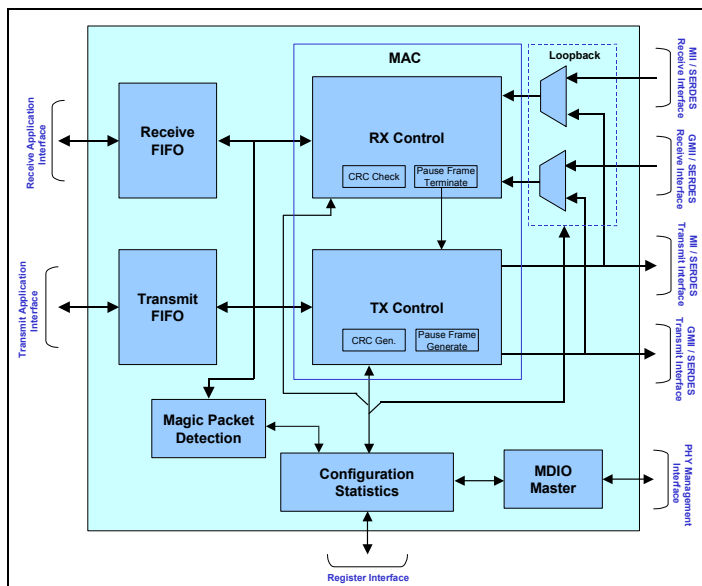 MAC
Loopback
Receive Application
Interface
Receive
FIFO
RX Control
CRC Check
Pause Frame
Terminate
MII / SERDES
Receive Interface
GMII / SERDES
Receive Interface
Transmit Application
Interface
Transmit
FIFO
TX Control
CRC Gen.
Pause Frame
Generate
MII / SERDES
Transmit Interface
GMII / SERDES
Transmit Interface
Magic Packet
Detection
Configuration
Statistics
MDIO
Master
PHY Management
Interface
Register Interface